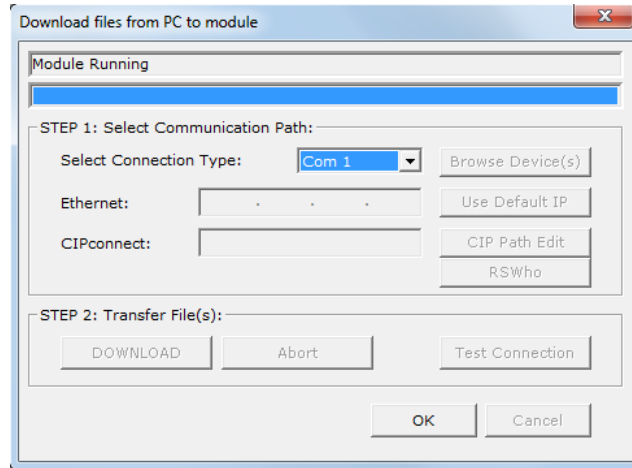 Download files from PC to module
Module Running
STEP 1: Select Communication Path:
Select Connection Type: Com 1 Browse Device(s)
Ethernet: . . . Use Default IP
CIPconnect: CIP Path Edit
RSWho
STEP 2: Transfer File(s):
DOWNLOAD Abort Test Connection
OK Cancel